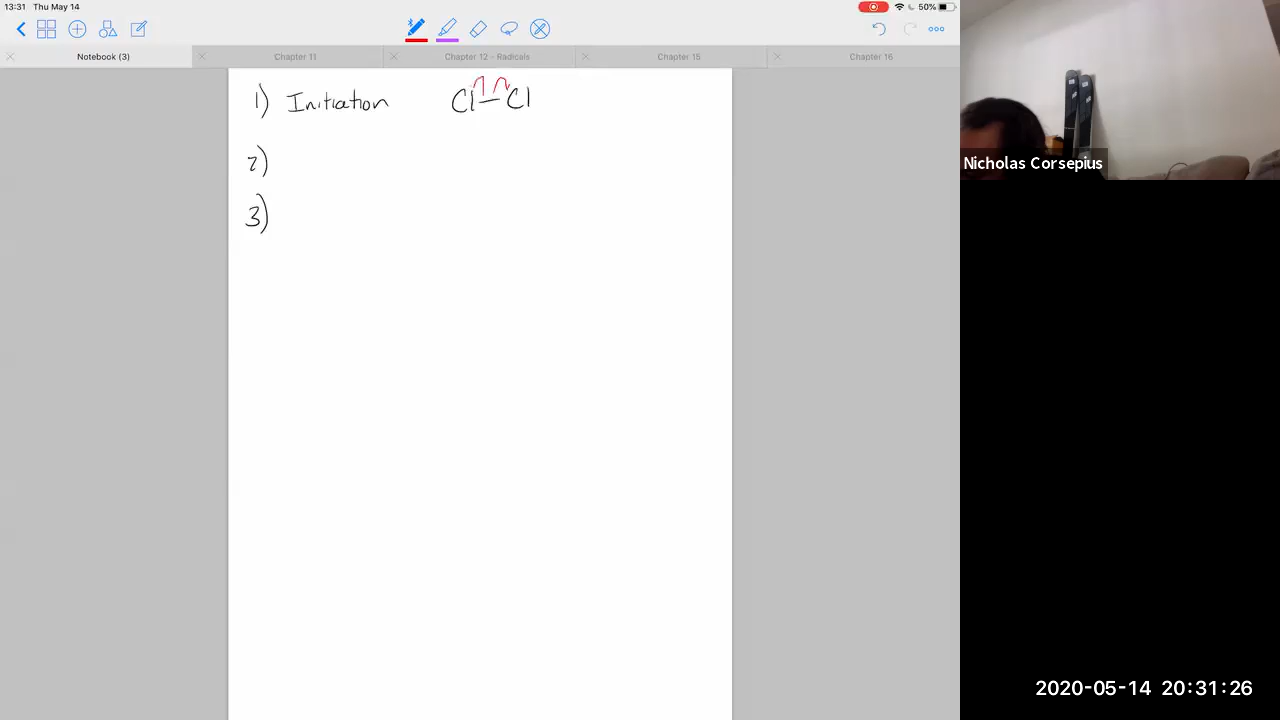 13:31 Thu May 14
50%
Notebook (3)
Chapter 11
Chapter 12 - Radicals
Chapter 15
Chapter 16
1) Initiation Cl—Cl
2)
3)
Nicholas Corsepius
2020-05-14 20:31:26